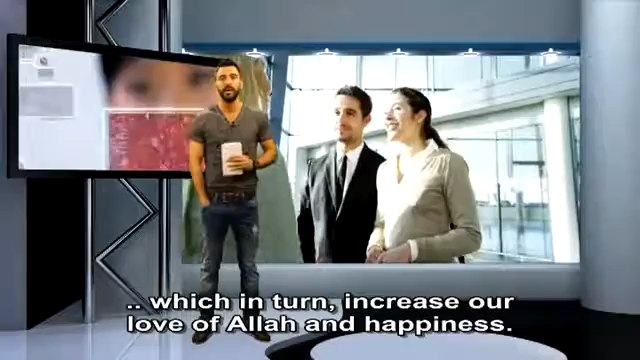 .. which in turn, increase our
love of Allah and happiness.